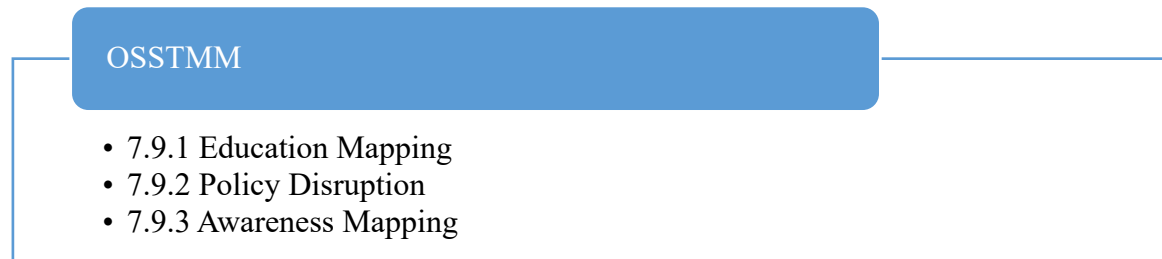 OSSTMM
• 7.9.1 Education Mapping
• 7.9.2 Policy Disruption
• 7.9.3 Awareness Mapping